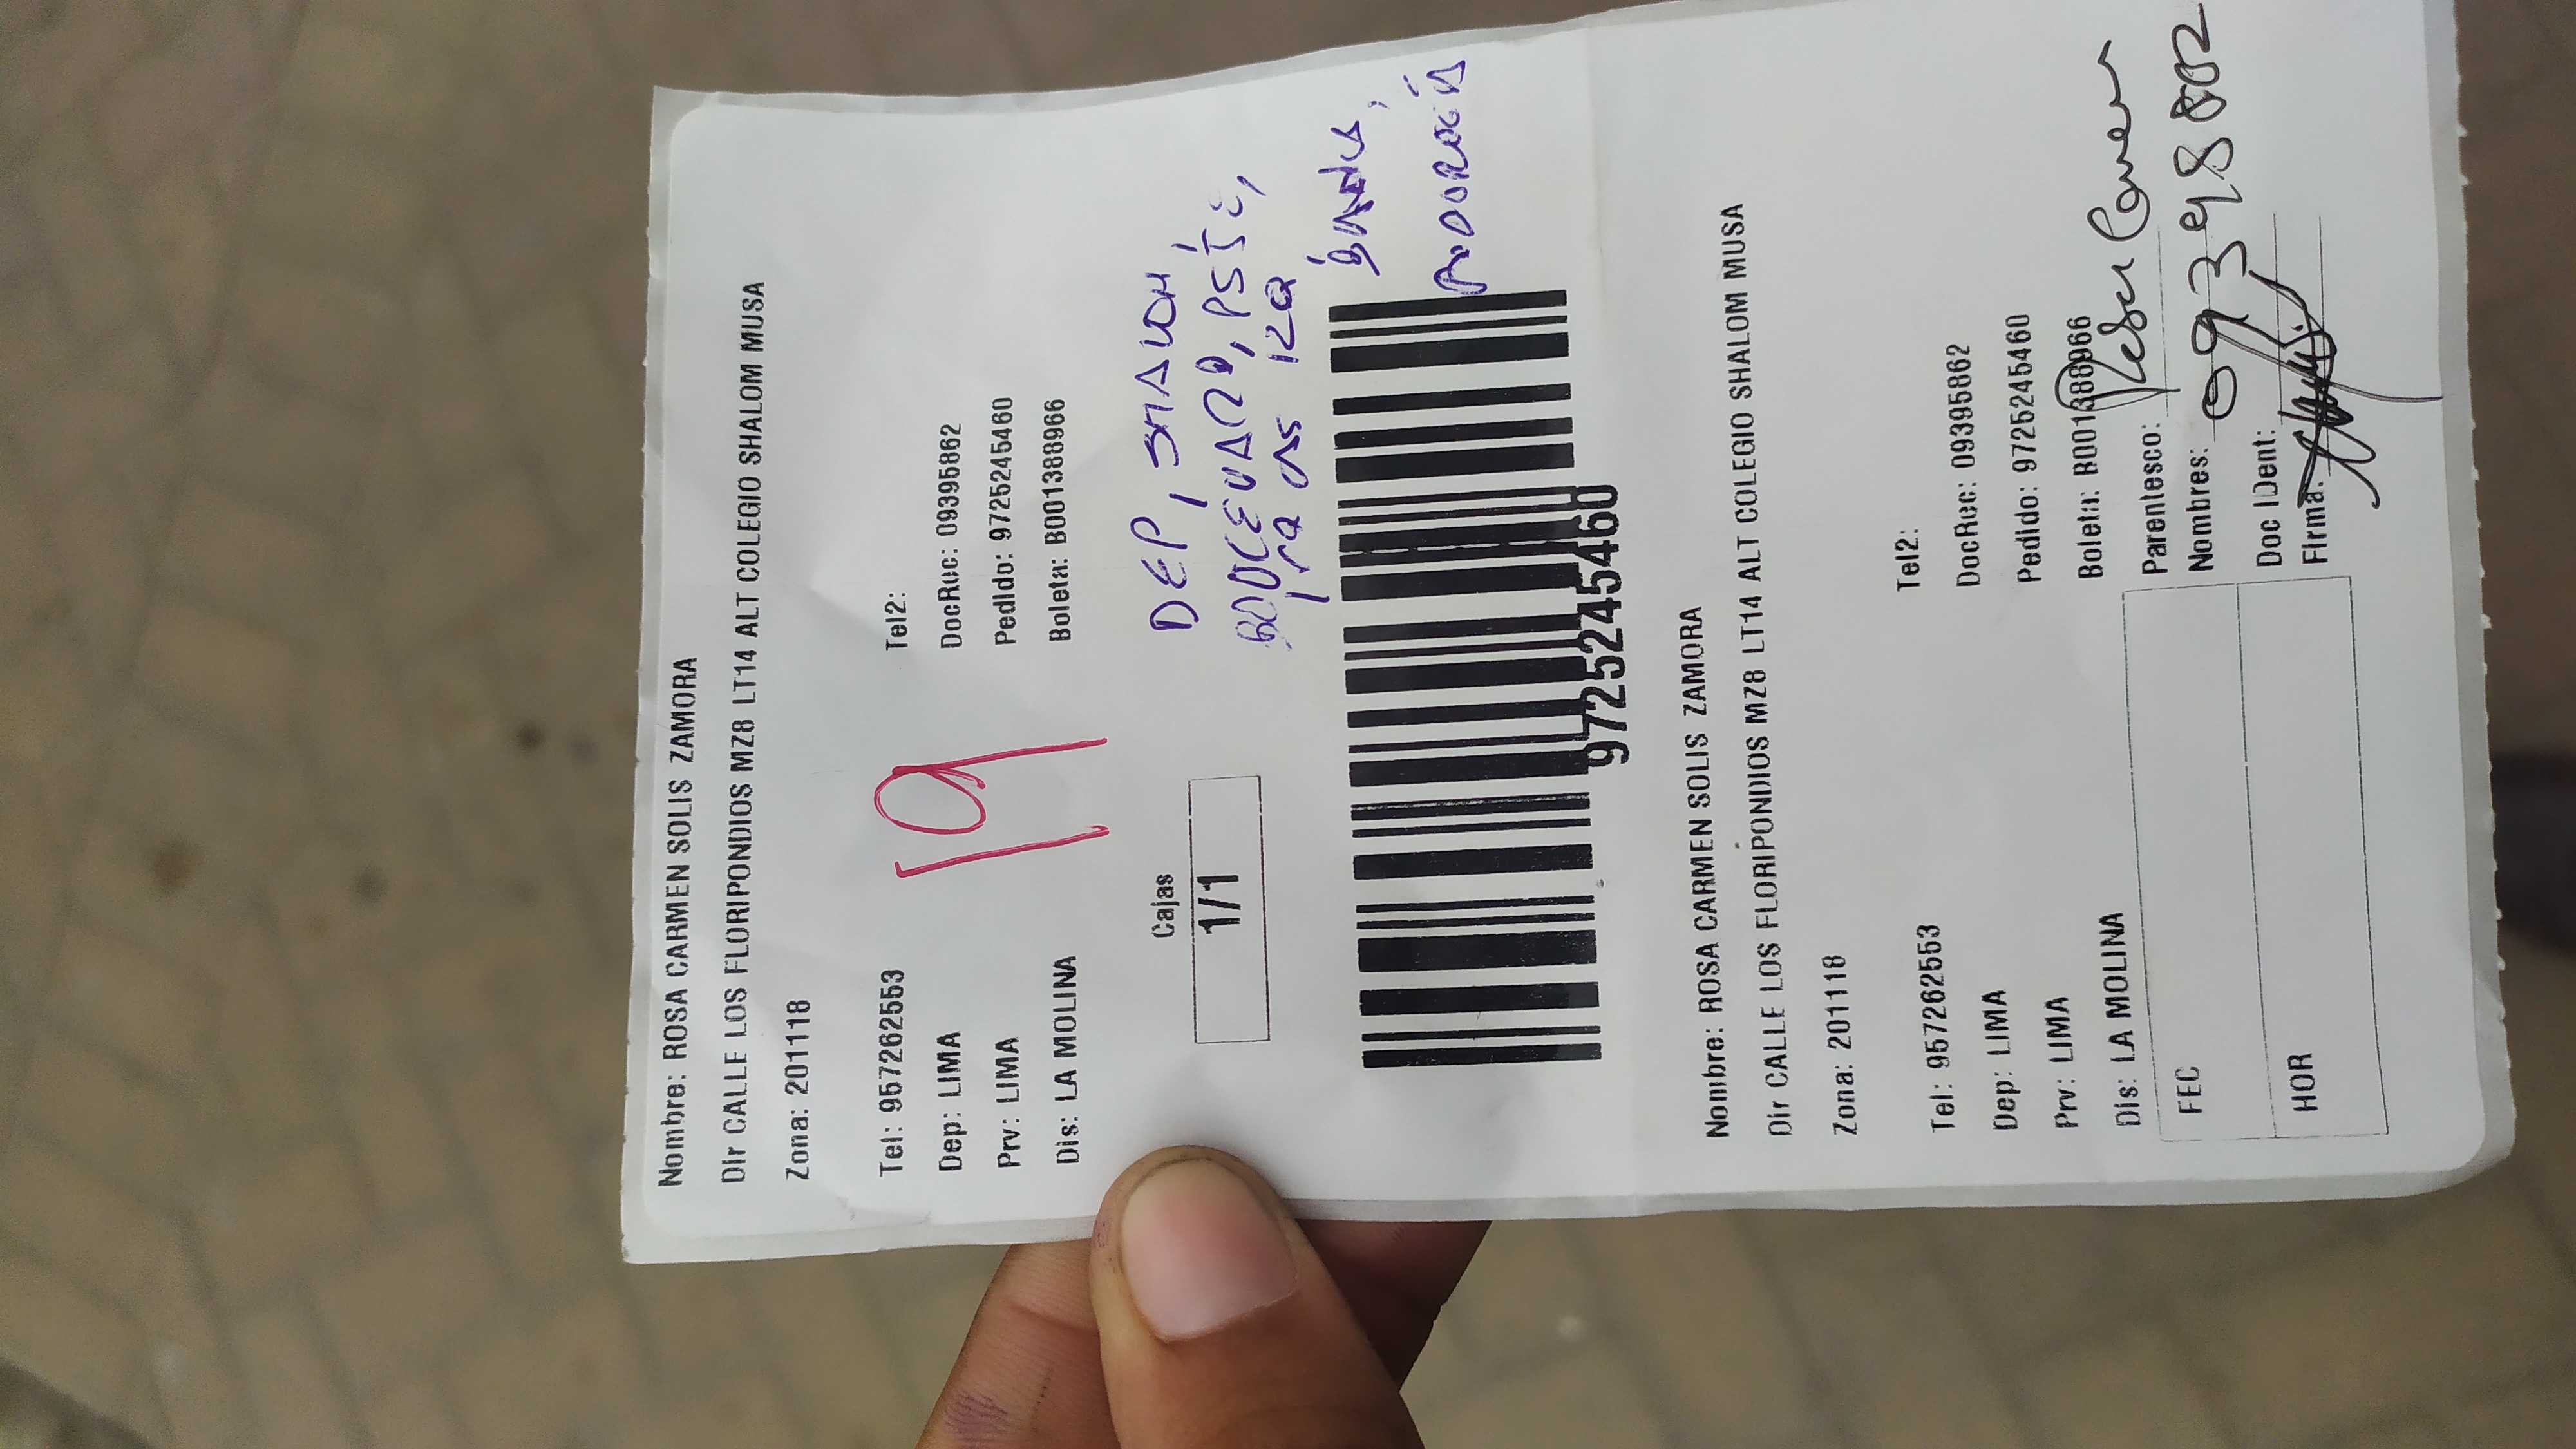 Nombre: ROSA CARMEN SOLIS ZAMORA
Dir CALLE LOS FLORIPONDIOS MZ8 LT14 ALT COLEGIO SHALOM MUSA
Zona: 201118
Tel: 957262553
Tel2:
Dep: LIMA
DocRec: 09395862
Prv: LIMA
Pedido: 9725245460
Dis: LA MOLINA
Boleta: B001388966
19
Cajas
1/1
DEP,
9725245460
Nombre: ROSA CARMEN SOLIS ZAMORA
Dir CALLE LOS FLORIPONDIOS MZ8 LT14 ALT COLEGIO SHALOM MUSA
Zona: 201118
Tel: 957262553
Tel2:
Dep: LIMA
DocRec: 09395862
Prv: LIMA
Pedido: 9725245460
Dis: LA MOLINA
Boleta: B001388966
FEC
Parentesco:
Nombres:
HOR
Doc IDent:
Firma: